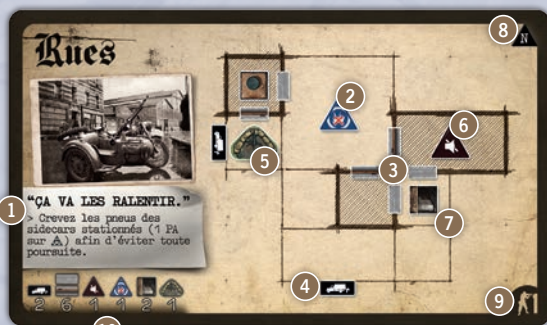 Rues
8
N
2
6
3
5
1
"ÇA VA LES RALENTIR."
> Crevez les pneus des
sidecars stationnés (1 PA
sur ) afin d'éviter toute
poursuite.
7
4
9
1
2 6 1 1 2 1
10